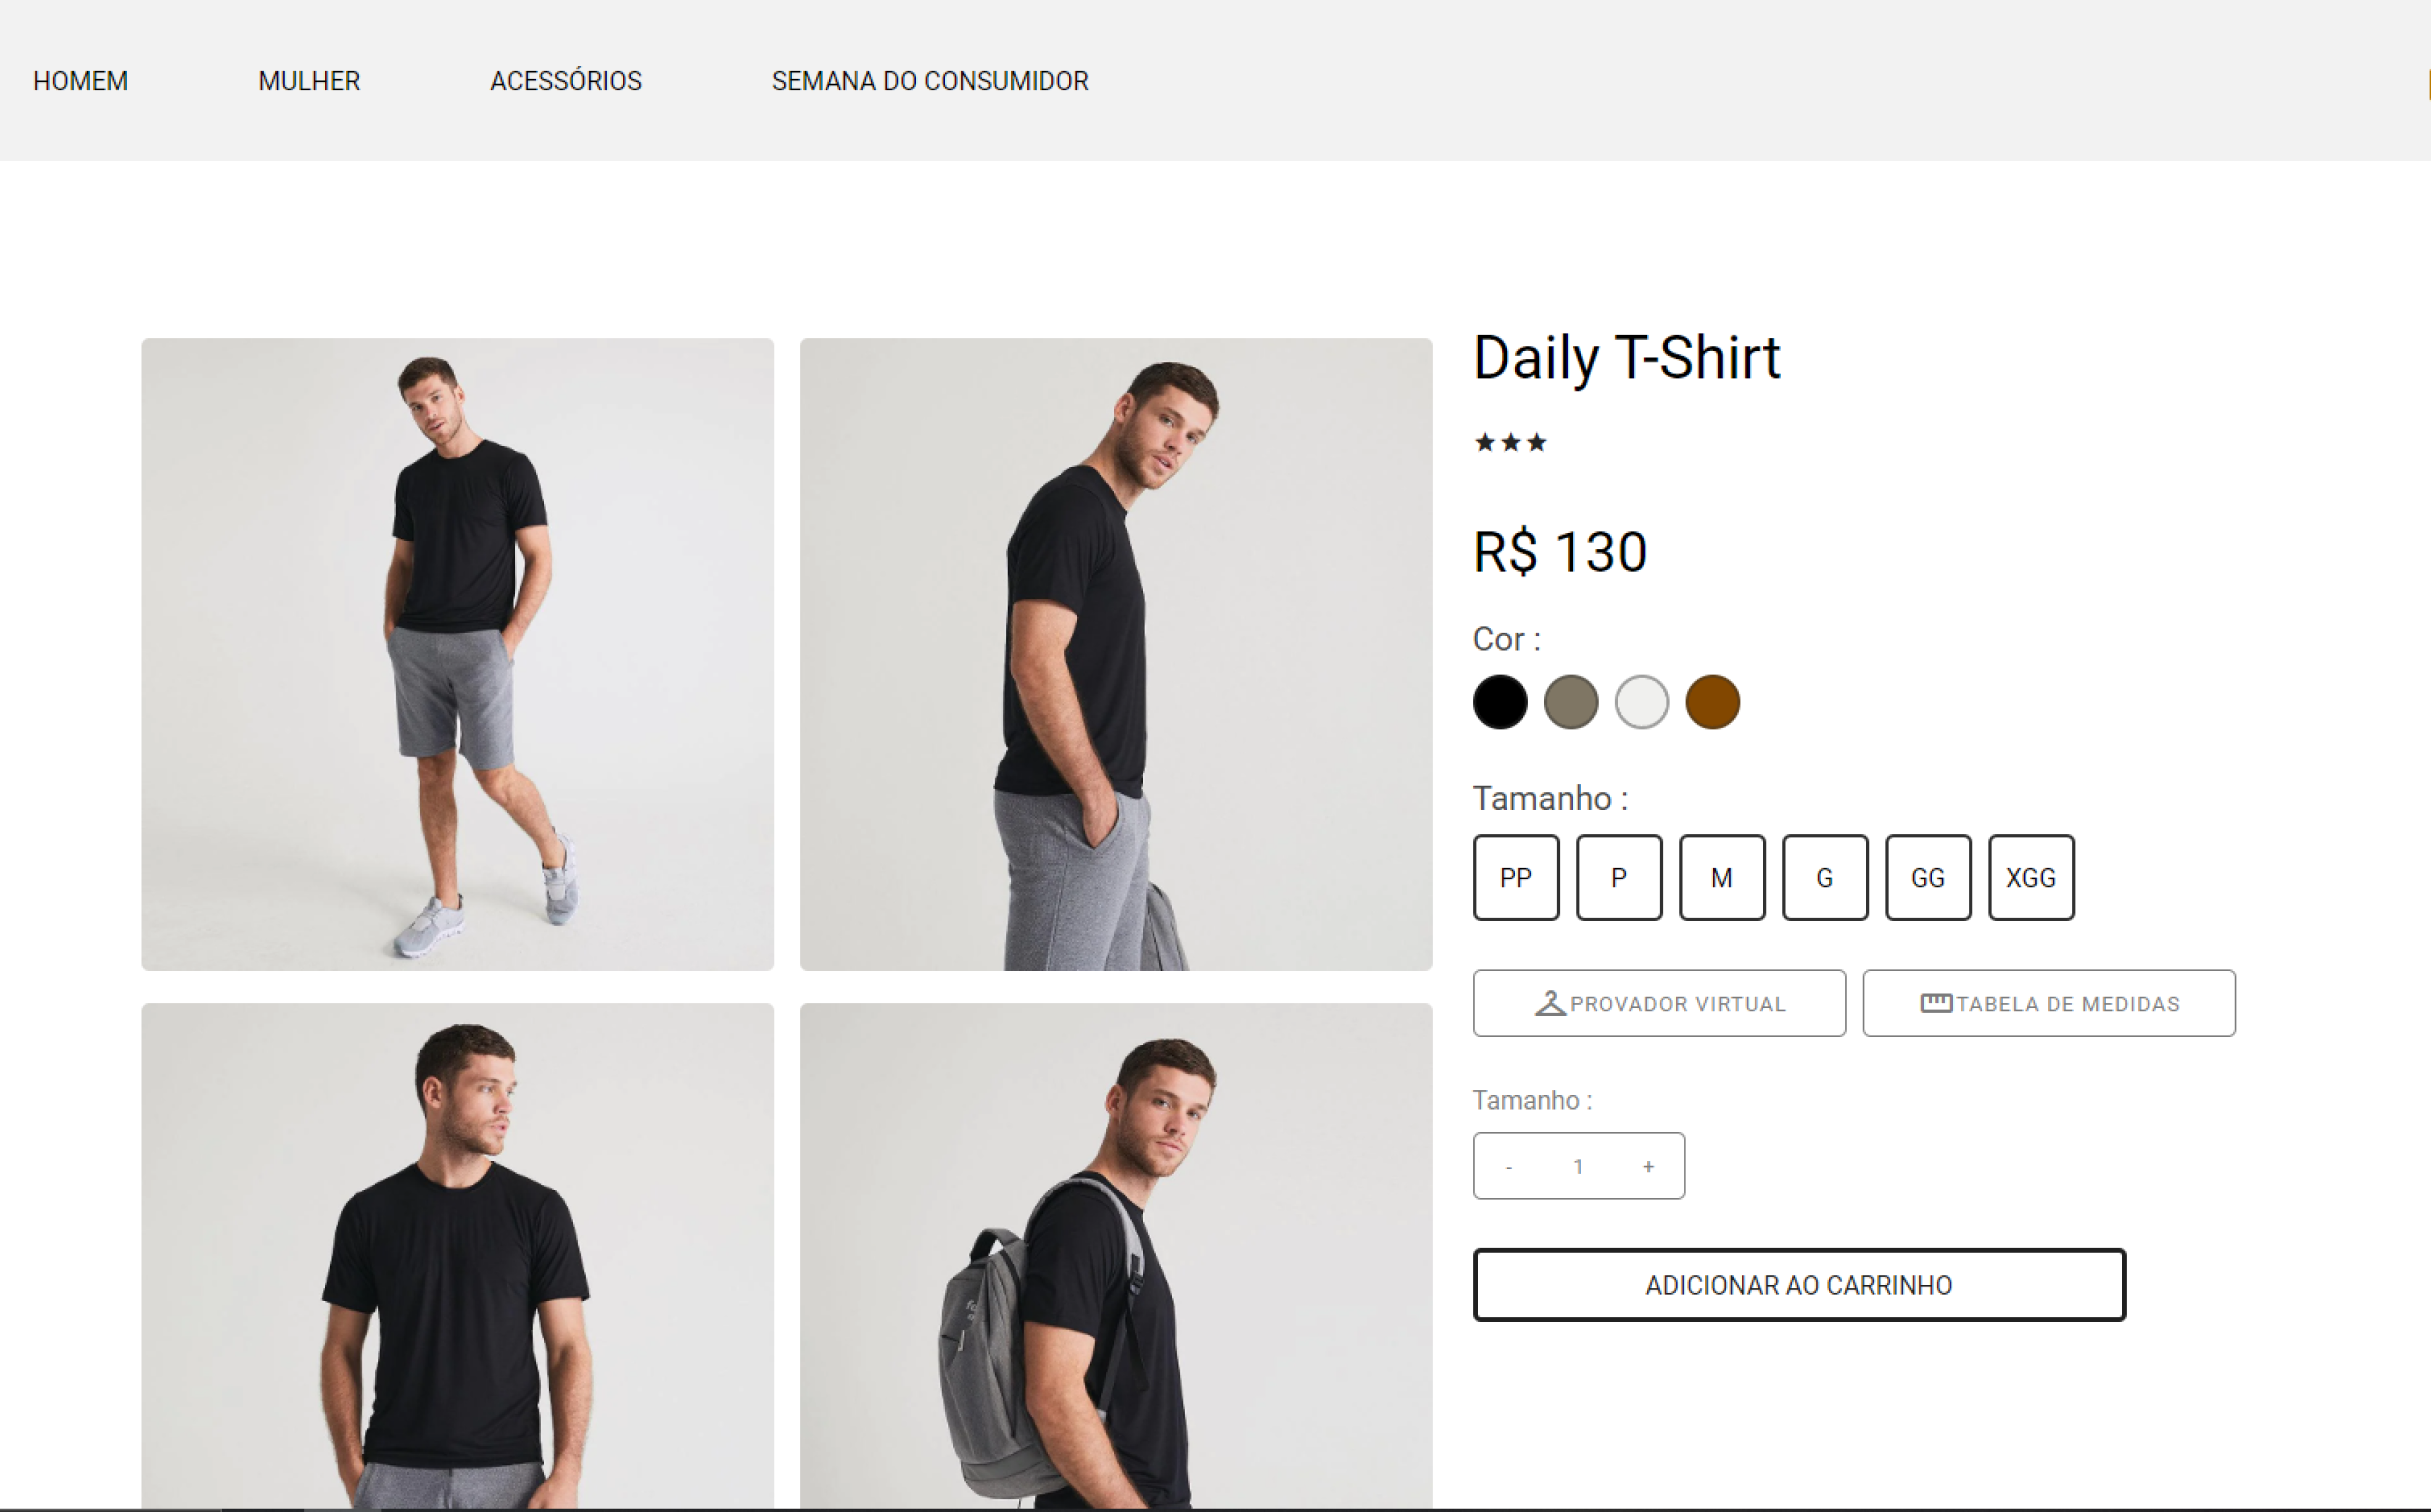 HOMEM MULHER ACESSÓRIOS SEMANA DO CONSUMIDOR
Daily T-Shirt
★★★
R$ 130
Cor :
Tamanho :
PP P M G GG XGG
PROVADOR VIRTUAL TABELA DE MEDIDAS
Tamanho :
- 1 +
ADICIONAR AO CARRINHO